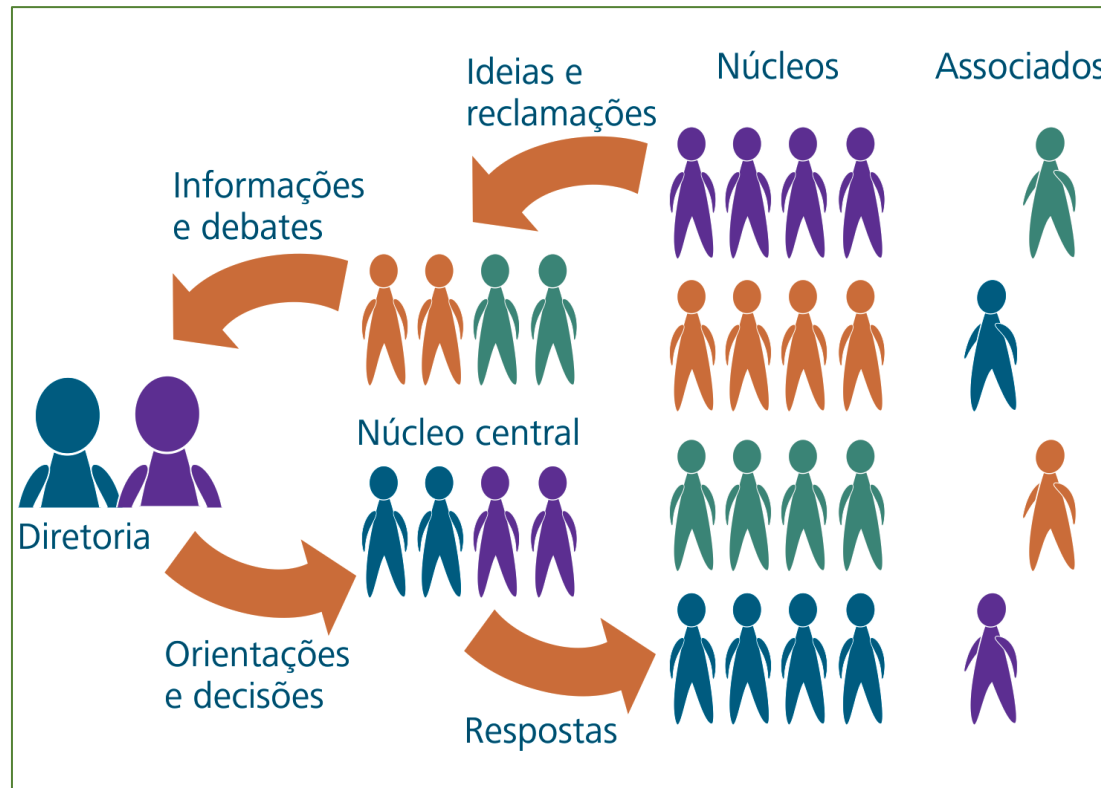 Ideias e
reclamações
Núcleos
Associados
Informações
e debates
Núcleo central
Diretoria
Orientações
e decisões
Respostas